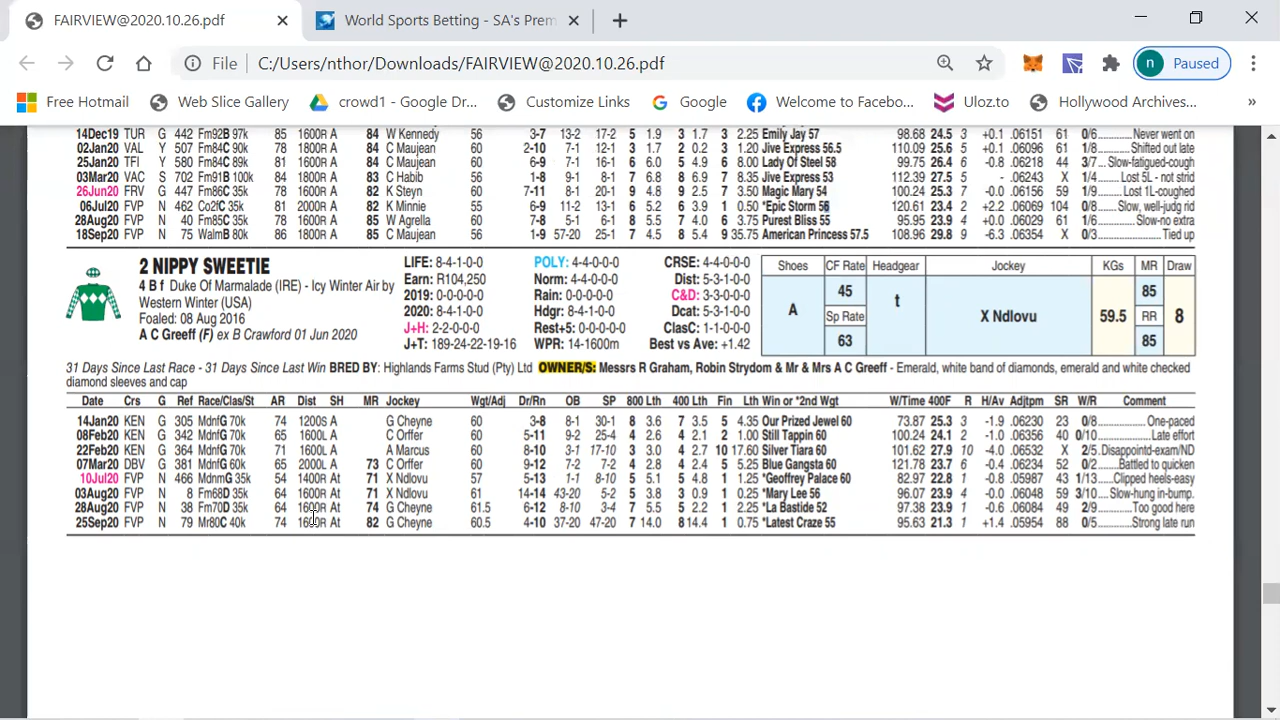 FAIRVIEW@2020.10.26.pdf
World Sports Betting - SA's Prem
File C:/Users/nthor/Downloads/FAIRVIEW@2020.10.26.pdf
n Paused
Free Hotmail Web Slice Gallery crowd1 - Google Dr... Customize Links Google Welcome to Face... Uloz.to Hollywood Archives... »
14Dec19 TUR G 442 Fm92B 97k 85 1600R A 84 W Kennedy 56 3-7 13-2 17-2 5 1.9 3 1.7 3 2.25 Emily Jay 57 98.68 24.5 3 +0.1 .06151 61 0/6 ........Never went on
02Jan20 VAL Y 507 Fm84C 90k 78 1800R A 84 C Maujean 56 2-10 7-1 12-1 3 1.7 2 0.2 3 1.20 Jive Express 56.5 110.09 25.6 5 +0.1 .06096 61 0/1 ........Shifted out late
25Jan20 TFI Y 580 Fm84C 89k 81 1600R A 84 C Maujean 56 6-9 7-1 16-1 6 6.0 5 4.9 6 8.00 Lady Of Steel 58 99.75 26.4 6 -0.8 .06218 44 3/7 ....Slow-fatigued-cough
03Mar20 VAC S 702 Fm91B 100k 84 1800R A 83 C Habib 56 1-8 9-1 8-1 7 6.8 8 6.9 7 8.35 Jive Express 53 112.39 27.5 8 - .06243 X 1/4 ......Lost 5L - not strid
26Jun20 FRV G 447 Fm86C 35k 78 1600R A 82 K Steyn 56 7-11 8-1 20-1 9 4.8 9 2.5 7 3.50 Magic Mary 54 100.24 25.3 7 -0.0 .06156 59 1/9 ......Lost 1L-coughed
06Jul20 FVP N 462 Co2fC 35k 81 2000R A 82 K Minnie 55 6-9 11-2 13-1 6 5.2 6 3.9 1 0.50 *Epic Storm 56 120.61 23.4 2 +2.2 .06069 104 0/8 ....Slow, well-judg rid
28Aug20 FVP N 40 Fm85C 35k 78 1600R A 85 W Agrella 60 7-8 5-1 6-1 8 5.5 4 4.0 6 3.75 Purest Bliss 55 95.95 23.9 4 +0.0 .05979 61 1/6 ........Slow-no extra
18Sep20 FVP N 75 WalmB 80k 86 1800R A 85 C Maujean 60 1-9 57-20 25-1 7 4.5 8 5.4 9 35.75 American Princess 57.5 108.96 29.8 9 -6.3 .06354 X 0/3 ........Tied up
2 NIPPY SWEETIE
4 B f Duke Of Marmalade (IRE) - Icy Winter Air by
Western Winter (USA)
Foaled: 08 Aug 2016
A C Greeff (F) ex B Crawford 01 Jun 2020
LIFE: 8-4-1-0-0 POLY: 4-4-0-0-0 CRSE: 4-4-0-0-0
Earn: R104,250 Norm: 4-4-0-0-0 Dist: 5-3-1-0-0
2019: 0-0-0-0-0 Rain: 0-0-0-0-0 C&D: 3-3-0-0-0
2020: 8-4-1-0-0 Hdgr: 8-4-1-0-0 Dcat: 5-3-1-0-0
J+H: 2-2-0-0-0 Rest+5: 0-0-0-0-0 ClasC: 1-1-0-0-0
J+T: 189-24-22-19-16 WPR: 14-1600m Best vs Ave: +1.42
Shoes CF Rate Headgear Jockey KGs MR Draw
A 45 t X Ndlovu 59.5 85 8
Sp Rate RR
63 85
31 Days Since Last Race - 31 Days Since Last Win BRED BY: Highlands Farms Stud (Pty) Ltd OWNER/S: Messrs R Graham, Robin Strydom & Mr & Mrs A C Greeff - Emerald, white band of diamonds, emerald and white checked
diamond sleeves and cap
Date Crs G Ref Race/Clas/St AR Dist SH MR Jockey Wgt/Adj Dr/Rn OB SP 800 Lth 400 Lth Fin Lth Win or *2nd Wgt W/Time 400F R H/Av Adjtpm SR W/R Comment
14Jan20 KEN G 305 MdnfG 70k 74 1200S A G Cheyne 60 3-8 8-1 30-1 8 3.6 7 3.5 5 4.35 Our Prized Jewel 60 73.87 25.3 3 -1.9 .06230 23 0/8 ........One-paced
08Feb20 KEN G 342 MdnfG 70k 65 1600L A C Orffer 60 5-11 9-2 25-4 4 2.6 4 2.1 2 1.00 Still Tappin 60 100.24 24.1 2 -1.0 .06356 40 0/10 ........Late effort
22Feb20 KEN G 364 MdnfG 70k 71 1600L A A Marcus 60 8-10 3-1 17-10 3 3.0 4 2.7 10 17.60 Silver Tiara 60 101.62 27.9 10 -4.0 .06532 X 2/5 ....Disappointd-exam/ND
07Mar20 DBV G 381 MdnfG 60k 65 2000L A 73 C Orffer 60 9-12 7-2 7-2 4 2.8 4 2.4 5 5.25 Blue Gangsta 60 121.78 23.7 6 -0.4 .06234 52 0/2 ....Battled to quicken
10Jul20 FVP N 466 MdnmG 35k 54 1400R At 71 X Ndlovu 57 5-13 1-1 8-10 5 5.1 5 4.8 1 1.25 *Geoffrey Palace 60 82.97 22.8 1 -0.8 .05987 43 1/13 ....Clipped heels-easy
03Aug20 FVP N 8 Fm68D 35k 65 1600R At 71 X Ndlovu 61 14-14 43-20 5-2 5 3.8 3 0.9 1 0.25 *Mary Lee 56 96.07 23.9 4 -0.0 .06048 59 3/10 ....Slow-hung in-bump.
28Aug20 FVP N 38 Fm70D 35k 64 1600R At 74 G Cheyne 61.5 6-12 8-10 3-4 7 5.5 5 2.2 1 2.25 *La Bastide 52 97.38 23.9 1 -0.6 .06084 49 2/9 ........Too good here
25Sep20 FVP N 79 Mr80C 40k 74 1600R At 82 G Cheyne 60.5 4-10 37-20 47-20 7 14.0 8 14.4 1 0.75 *Latest Craze 55 95.63 21.3 1 +1.4 .05954 88 0/5 ........Strong late run